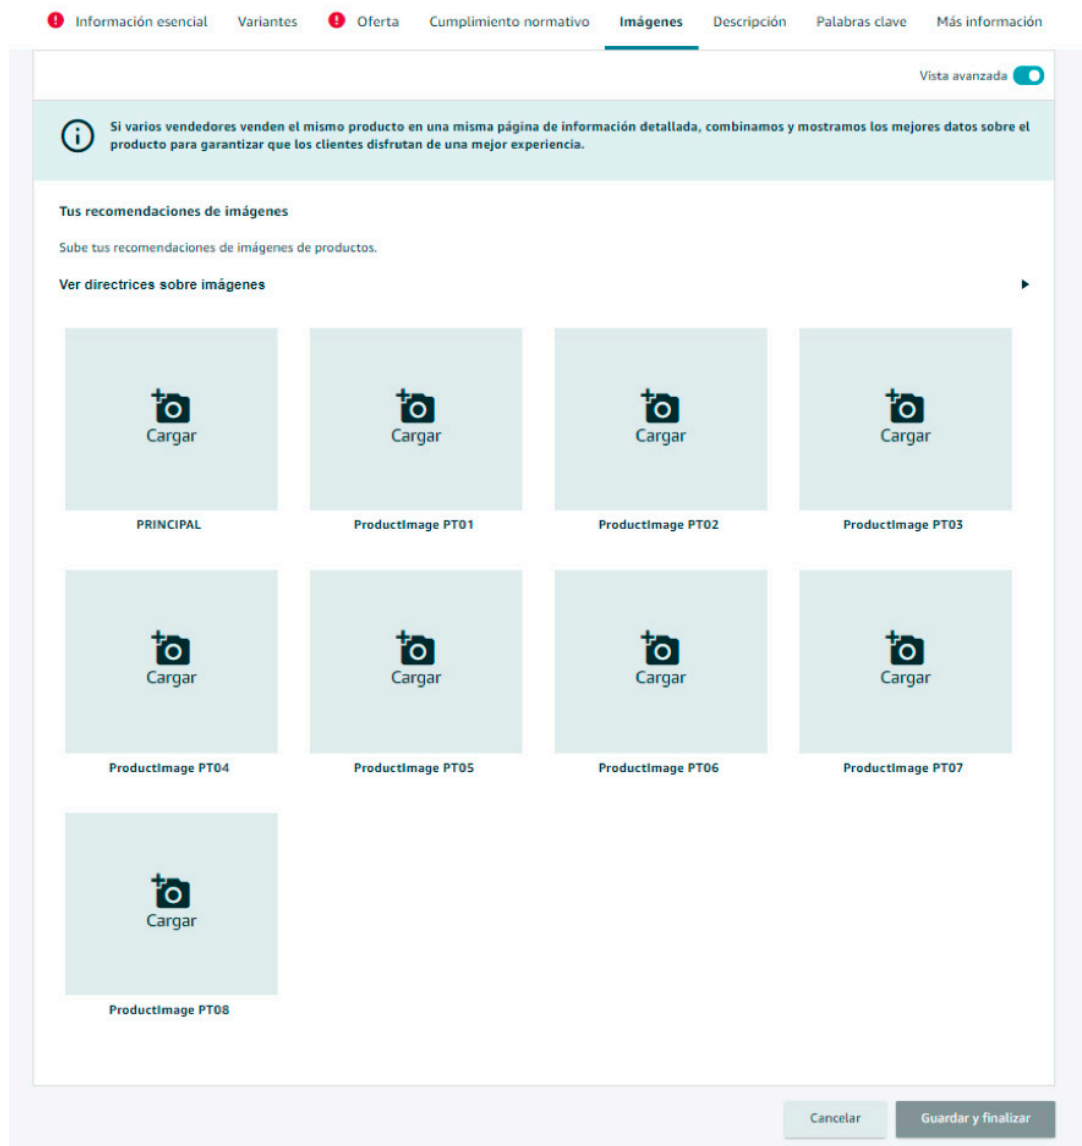 Información esencial
Variantes
Oferta
Cumplimiento normativo
Imágenes
Descripción
Palabras clave
Más información
Vista avanzada
Si varios vendedores venden el mismo producto en una misma página de información detallada, combinamos y mostramos los mejores datos sobre el
producto para garantizar que los clientes disfrutan de una mejor experiencia.
Tus recomendaciones de imágenes
Sube tus recomendaciones de imágenes de productos.
Ver directrices sobre imágenes
Cargar
Cargar
Cargar
Cargar
PRINCIPAL
ProductImage PT01
ProductImage PT02
ProductImage PT03
Cargar
Cargar
Cargar
Cargar
ProductImage PT04
ProductImage PT05
ProductImage PT06
ProductImage PT07
Cargar
ProductImage PT08
Cancelar
Guardar y finalizar